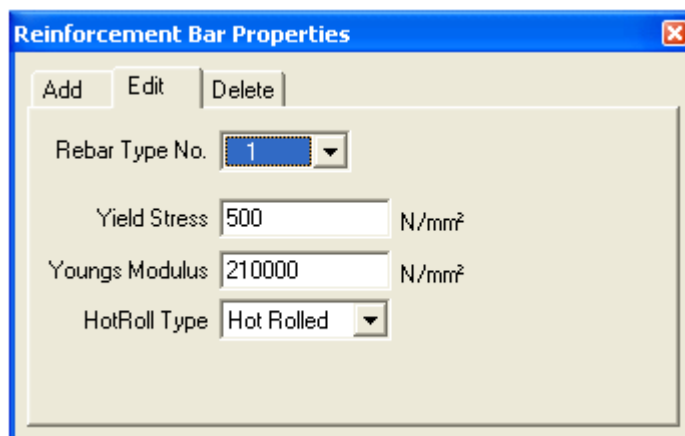 Reinforcement Bar Properties
Add Edit Delete
Rebar Type No. 1
Yield Stress 500 N/mm²
Youngs Modulus 210000 N/mm²
HotRoll Type Hot Rolled